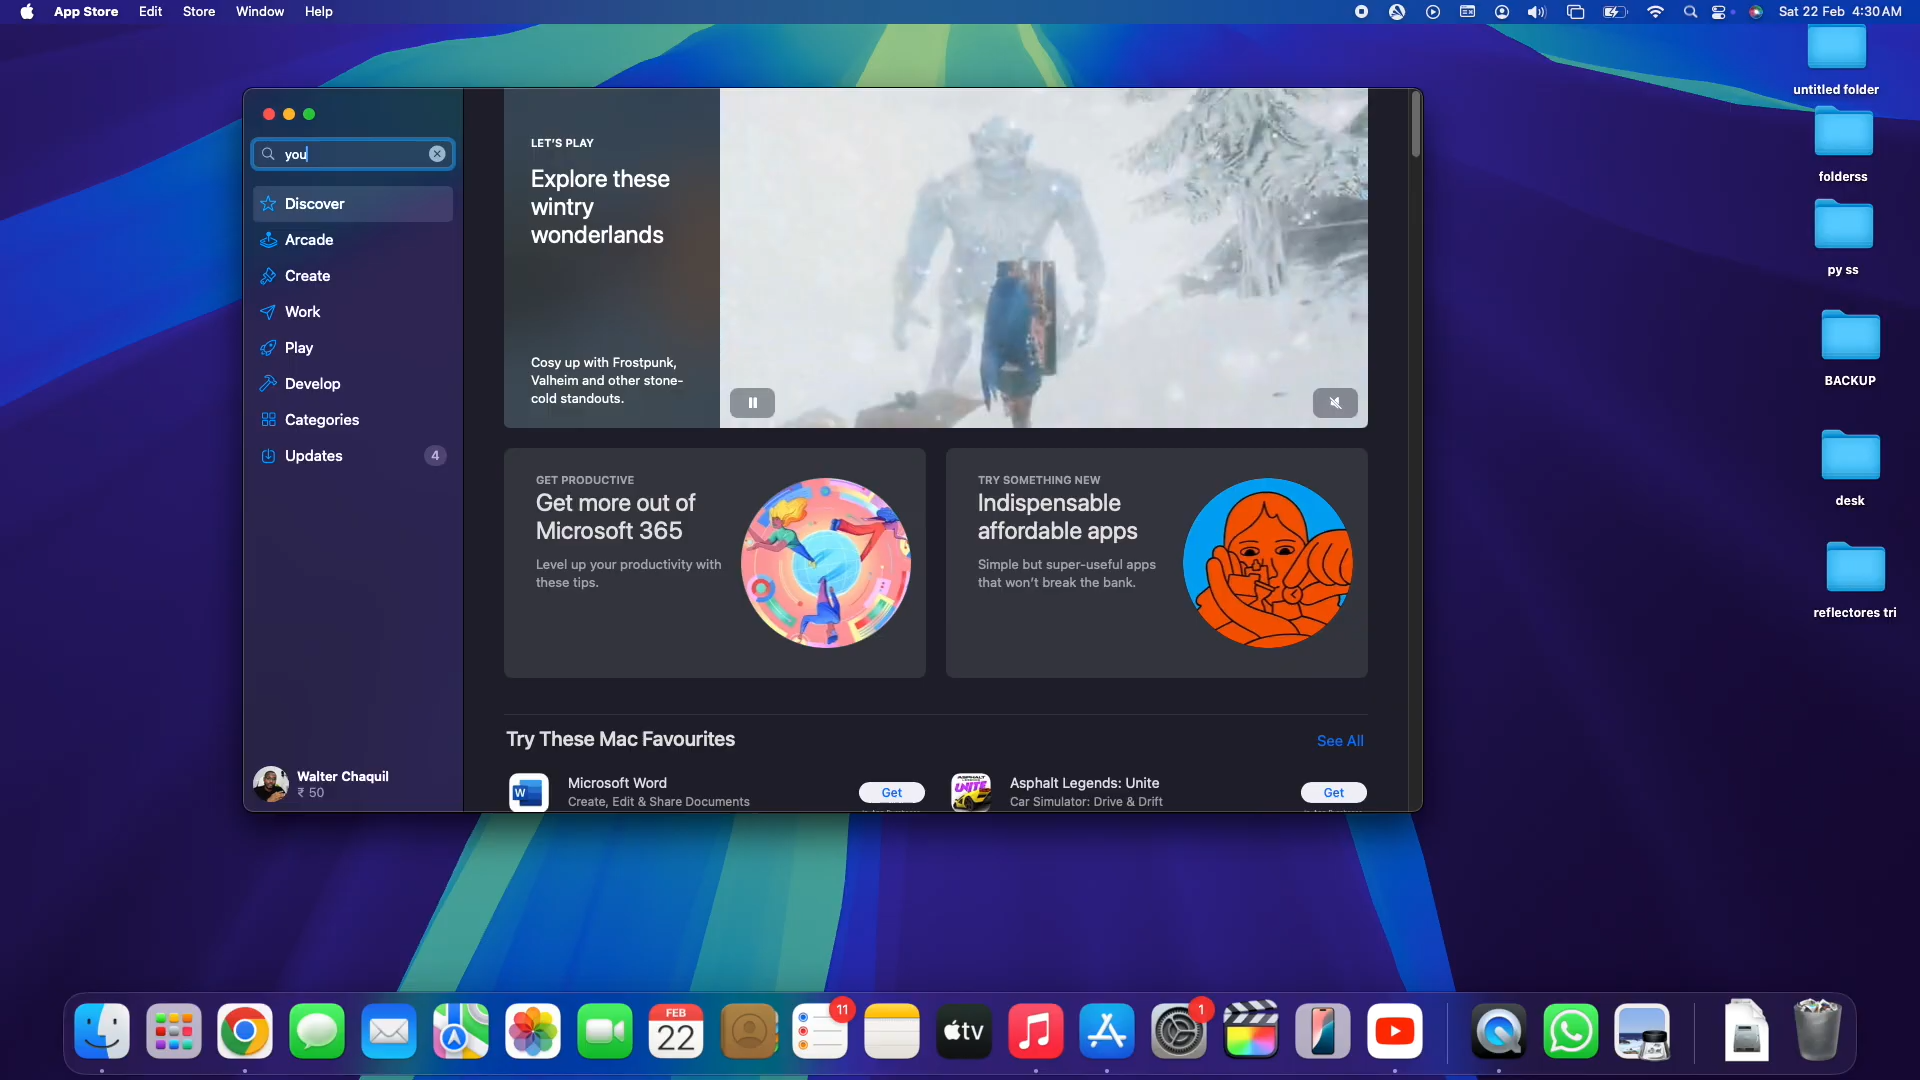 App Store Edit Store Window Help
Sat 22 Feb 4:30 AM
untitled folder
folderss
py ss
BACKUP
desk
reflectores tri
you
Discover
Arcade
Create
Work
Play
Develop
Categories
Updates 4
Walter Chaquil
₹ 50
LET'S PLAY
Explore these
wintry
wonderlands
Cosy up with Frostpunk,
Valheim and other stone-
cold standouts.
GET PRODUCTIVE
Get more out of
Microsoft 365
Level up your productivity with
these tips.
TRY SOMETHING NEW
Indispensable
affordable apps
Simple but super-useful apps
that won't break the bank.
Try These Mac Favourites
See All
Microsoft Word
Create, Edit & Share Documents
Get
Asphalt Legends: Unite
Car Simulator: Drive & Drift
Get
FEB
22
11
tv
1